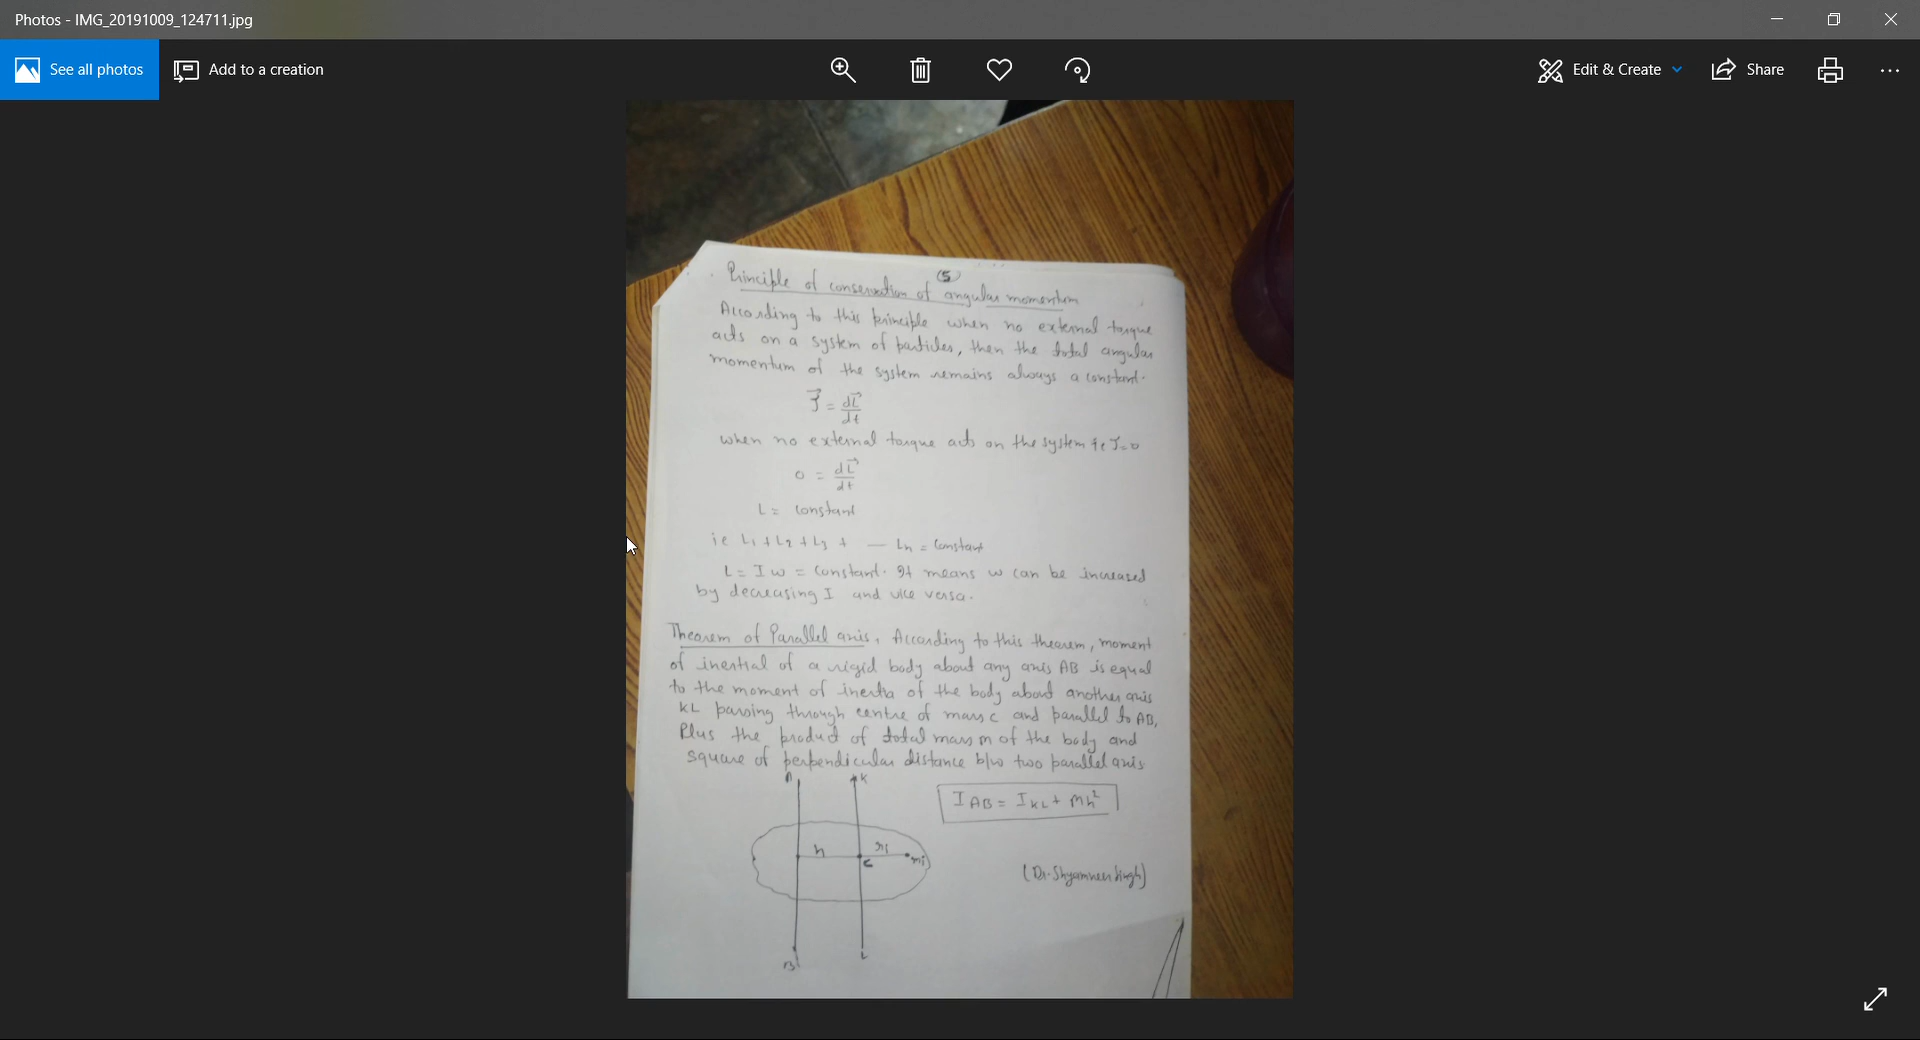 Photos - IMG_20191009_124711.jpg
See all photos
Add to a creation
Edit & Create
Share
(5)
Principle of conservation of angular momentum
According to this principle when no external torque
acts on a system of particles, then the total angular
momentum of the system remains always a constant.
τ⃗ = dL⃗/dt
when no external torque acts on the system ie τ=0
0 = dL⃗/dt
L = constant
ie L₁ + L₂ + L₃ + — Lₙ = constant
L = I w = constant. It means w can be increased
by decreasing I and vice versa.
Theorem of Parallel axis, According to this theorem, moment
of inertial of a rigid body about any axis AB is equal
to the moment of inertia of the body about another axis
KL passing through centre of mass c and parallel to AB,
Plus the product of total mass m of the body and
square of perpendicular distance b/w two parallel axis
A K
I AB = I KL + Mh²
h ri
c mi
(Dr. Shyamveer Singh)
B L